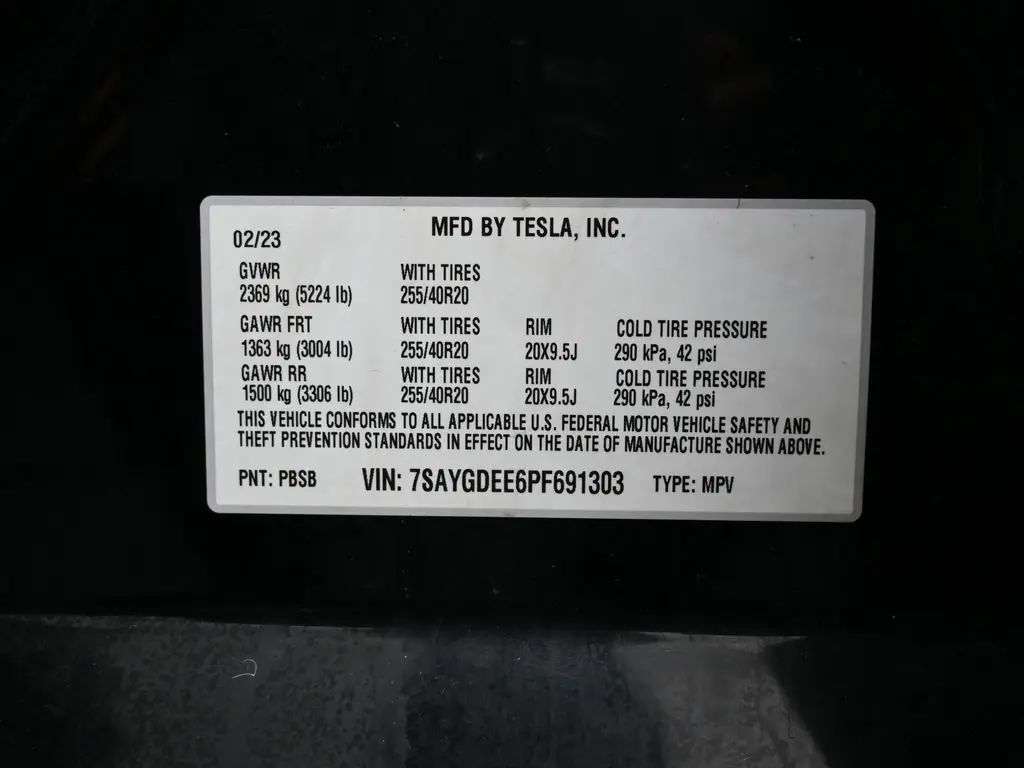 MFD BY TESLA, INC.
02/23
GVWR WITH TIRES
2369 kg (5224 lb) 255/40R20
GAWR FRT WITH TIRES RIM COLD TIRE PRESSURE
1363 kg (3004 lb) 255/40R20 20X9.5J 290 kPa, 42 psi
GAWR RR WITH TIRES RIM COLD TIRE PRESSURE
1500 kg (3306 lb) 255/40R20 20X9.5J 290 kPa, 42 psi
THIS VEHICLE CONFORMS TO ALL APPLICABLE U.S. FEDERAL MOTOR VEHICLE SAFETY AND
THEFT PREVENTION STANDARDS IN EFFECT ON THE DATE OF MANUFACTURE SHOWN ABOVE.
PNT: PBSB VIN: 7SAYGDEE6PF691303 TYPE: MPV